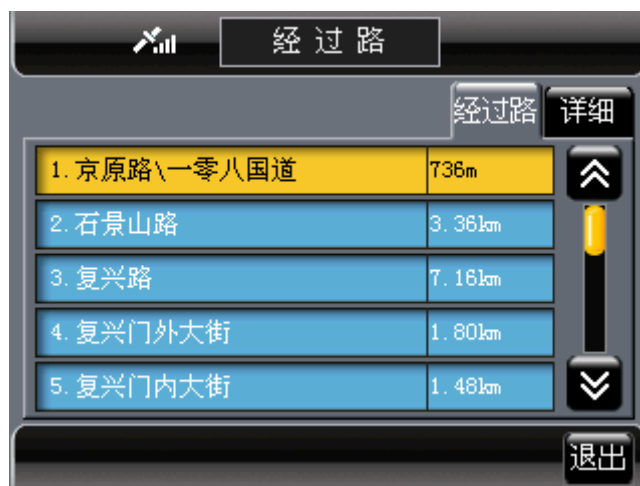 经过路
经过路 详细
1.京原路\一零八国道 736m
2.石景山路 3.36km
3.复兴路 7.16km
4.复兴门外大街 1.80km
5.复兴门内大街 1.48km
退出